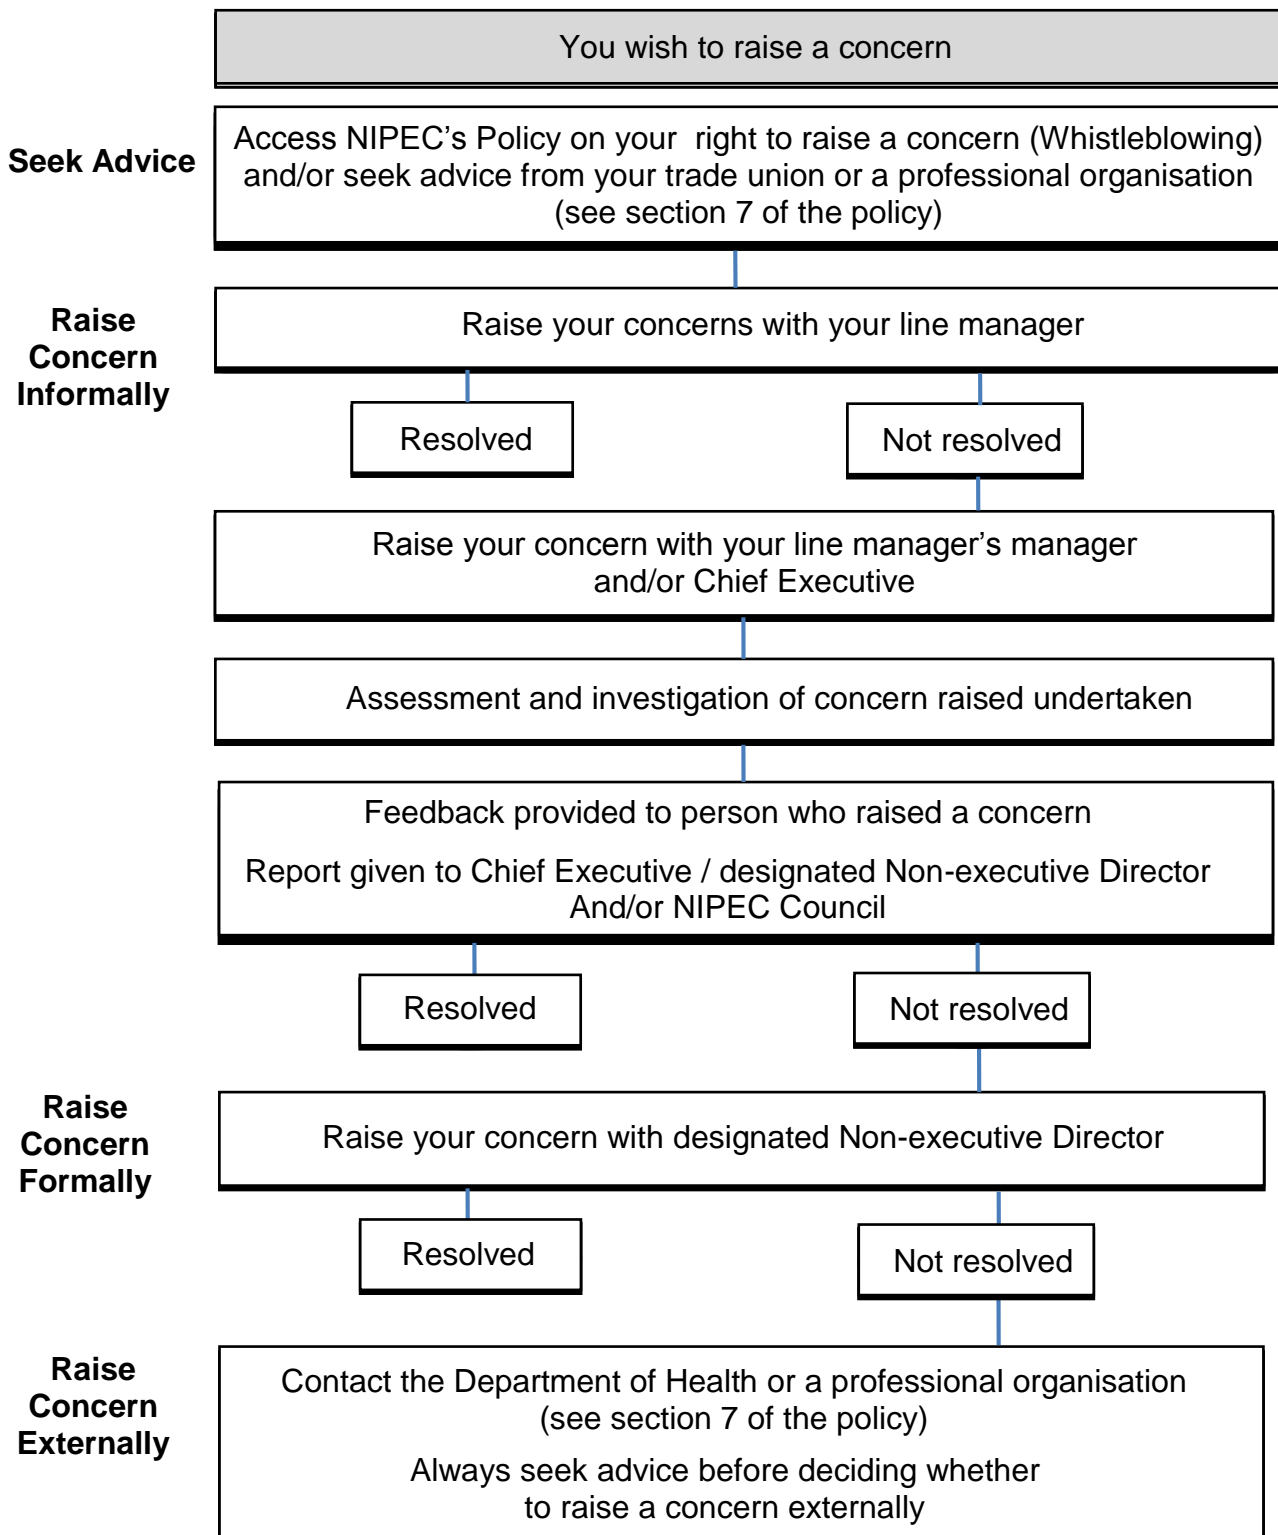 You wish to raise a concern
Seek Advice
Access NIPEC’s Policy on your right to raise a concern (Whistleblowing)
and/or seek advice from your trade union or a professional organisation
(see section 7 of the policy)
Raise
Concern
Informally
Raise your concerns with your line manager
Resolved
Not resolved
Raise your concern with your line manager’s manager
and/or Chief Executive
Assessment and investigation of concern raised undertaken
Feedback provided to person who raised a concern
Report given to Chief Executive / designated Non-executive Director
And/or NIPEC Council
Resolved
Not resolved
Raise
Concern
Formally
Raise your concern with designated Non-executive Director
Resolved
Not resolved
Raise
Concern
Externally
Contact the Department of Health or a professional organisation
(see section 7 of the policy)
Always seek advice before deciding whether
to raise a concern externally